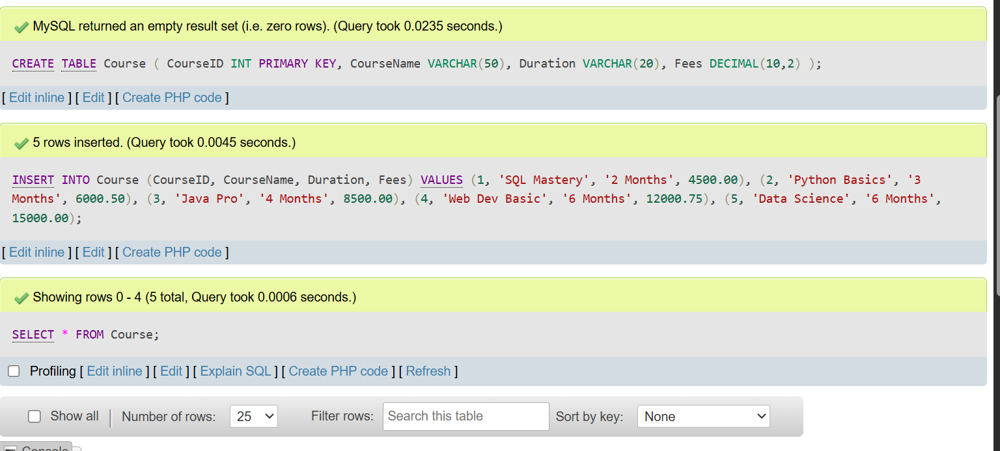 MySQL returned an empty result set (i.e. zero rows). (Query took 0.0235 seconds.)
CREATE TABLE Course ( CourseID INT PRIMARY KEY, CourseName VARCHAR(50), Duration VARCHAR(20), Fees DECIMAL(10,2) );
[ Edit inline ] [ Edit ] [ Create PHP code ]
5 rows inserted. (Query took 0.0045 seconds.)
INSERT INTO Course (CourseID, CourseName, Duration, Fees) VALUES (1, 'SQL Mastery', '2 Months', 4500.00), (2, 'Python Basics', '3
Months', 6000.50), (3, 'Java Pro', '4 Months', 8500.00), (4, 'Web Dev Basic', '6 Months', 12000.75), (5, 'Data Science', '6 Months',
15000.00);
[ Edit inline ] [ Edit ] [ Create PHP code ]
Showing rows 0 - 4 (5 total, Query took 0.0006 seconds.)
SELECT * FROM Course;
Profiling [ Edit inline ] [ Edit ] [ Explain SQL ] [ Create PHP code ] [ Refresh ]
Show all | Number of rows: 25 Filter rows: Search this table Sort by key: None
Console